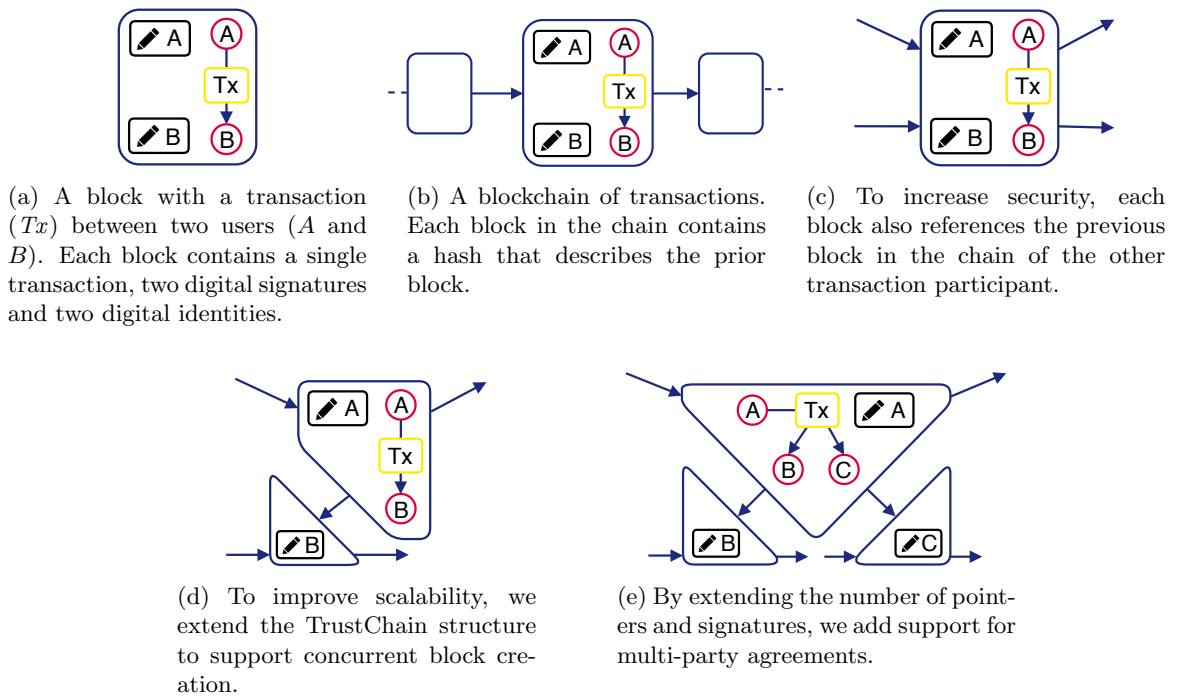 A
A
Tx
B
B
A
A
Tx
B
B
A
A
Tx
B
B
(a) A block with a transaction
(Tx) between two users (A and
B). Each block contains a single
transaction, two digital signatures
and two digital identities.
(b) A blockchain of transactions.
Each block in the chain contains
a hash that describes the prior
block.
(c) To increase security, each
block also references the previous
block in the chain of the other
transaction participant.
A
A
Tx
B
B
A
Tx
A
B
C
B
C
(d) To improve scalability, we
extend the TrustChain structure
to support concurrent block cre-
ation.
(e) By extending the number of point-
ers and signatures, we add support for
multi-party agreements.